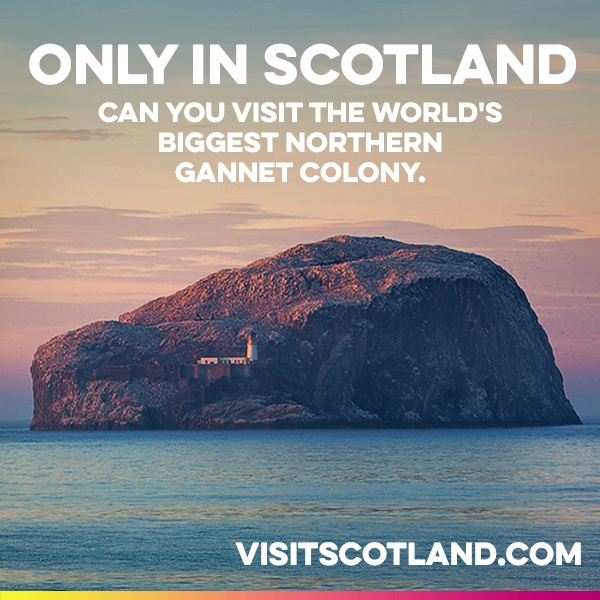 ONLY IN SCOTLAND
CAN YOU VISIT THE WORLD'S
BIGGEST NORTHERN
GANNET COLONY.
VISITSCOTLAND.COM